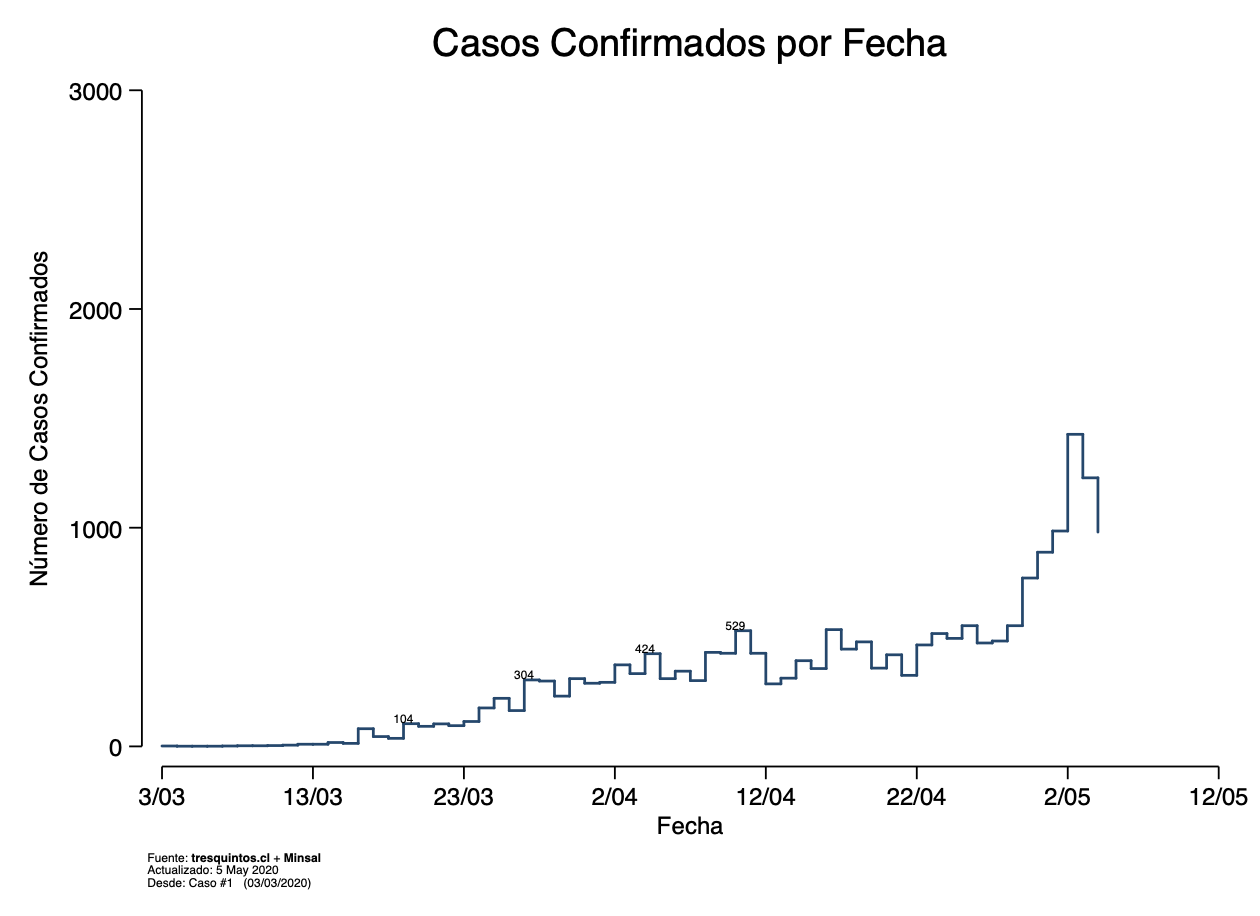 Casos Confirmados por Fecha
Número de Casos Confirmados
3000
2000
1000
0
104
304
424
529
3/03 13/03 23/03 2/04 12/04 22/04 2/05 12/05
Fecha
Fuente: tresquintos.cl + Minsal
Actualizado: 5 May 2020
Desde: Caso #1 (03/03/2020)